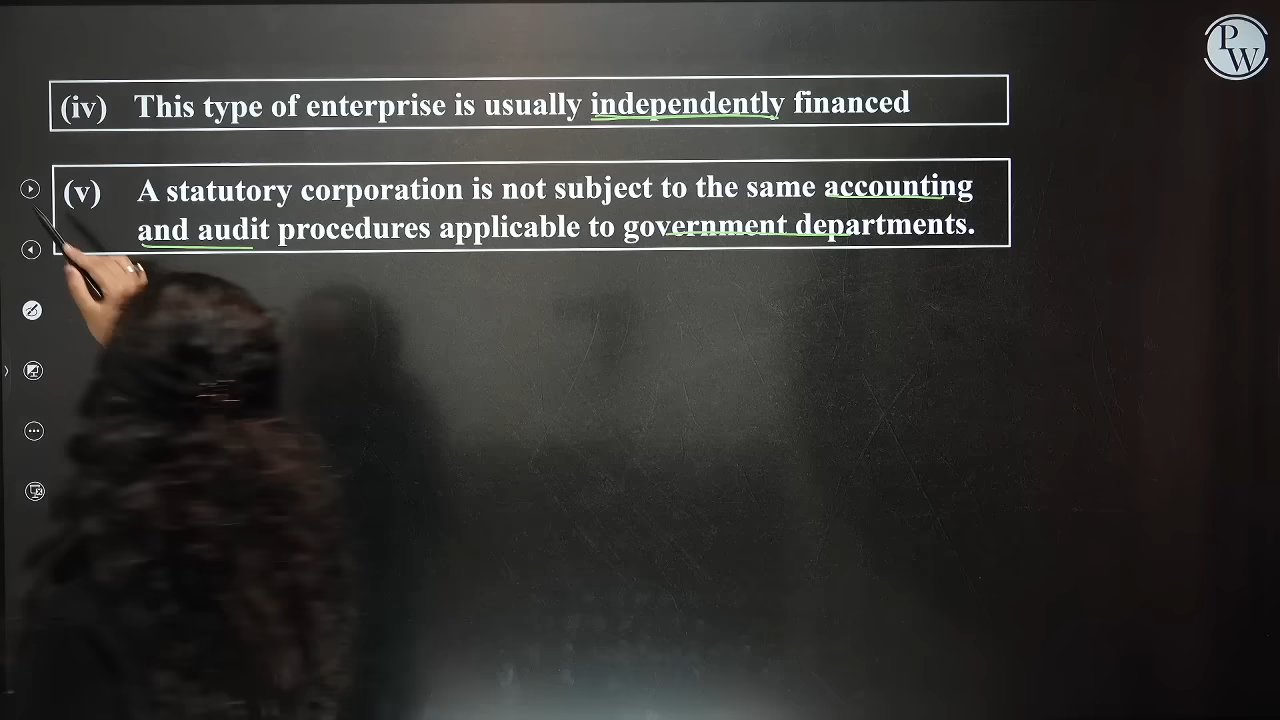 PW
(iv) This type of enterprise is usually independently financed
(v) A statutory corporation is not subject to the same accounting
and audit procedures applicable to government departments.